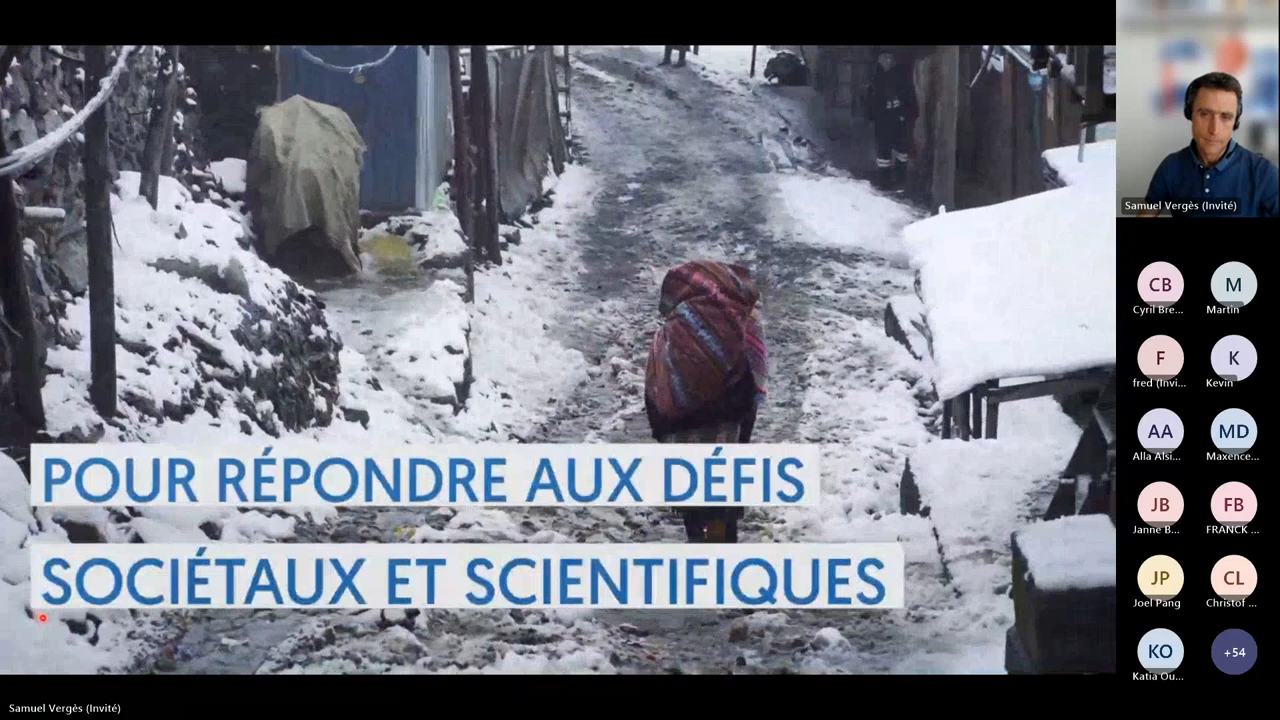 POUR RÉPONDRE AUX DÉFIS
SOCIÉTAUX ET SCIENTIFIQUES
Samuel Vergès (Invité)
Samuel Vergès (Invité)
CB
M
Cyril Bre...
Martin
F
K
fred (Invi...
Kevin
AA
MD
Alla Alsi...
Maxence...
JB
FB
Janne B...
FRANCK ...
JP
CL
Joel Pang
Christof ...
KO
+54
Katia Ou...